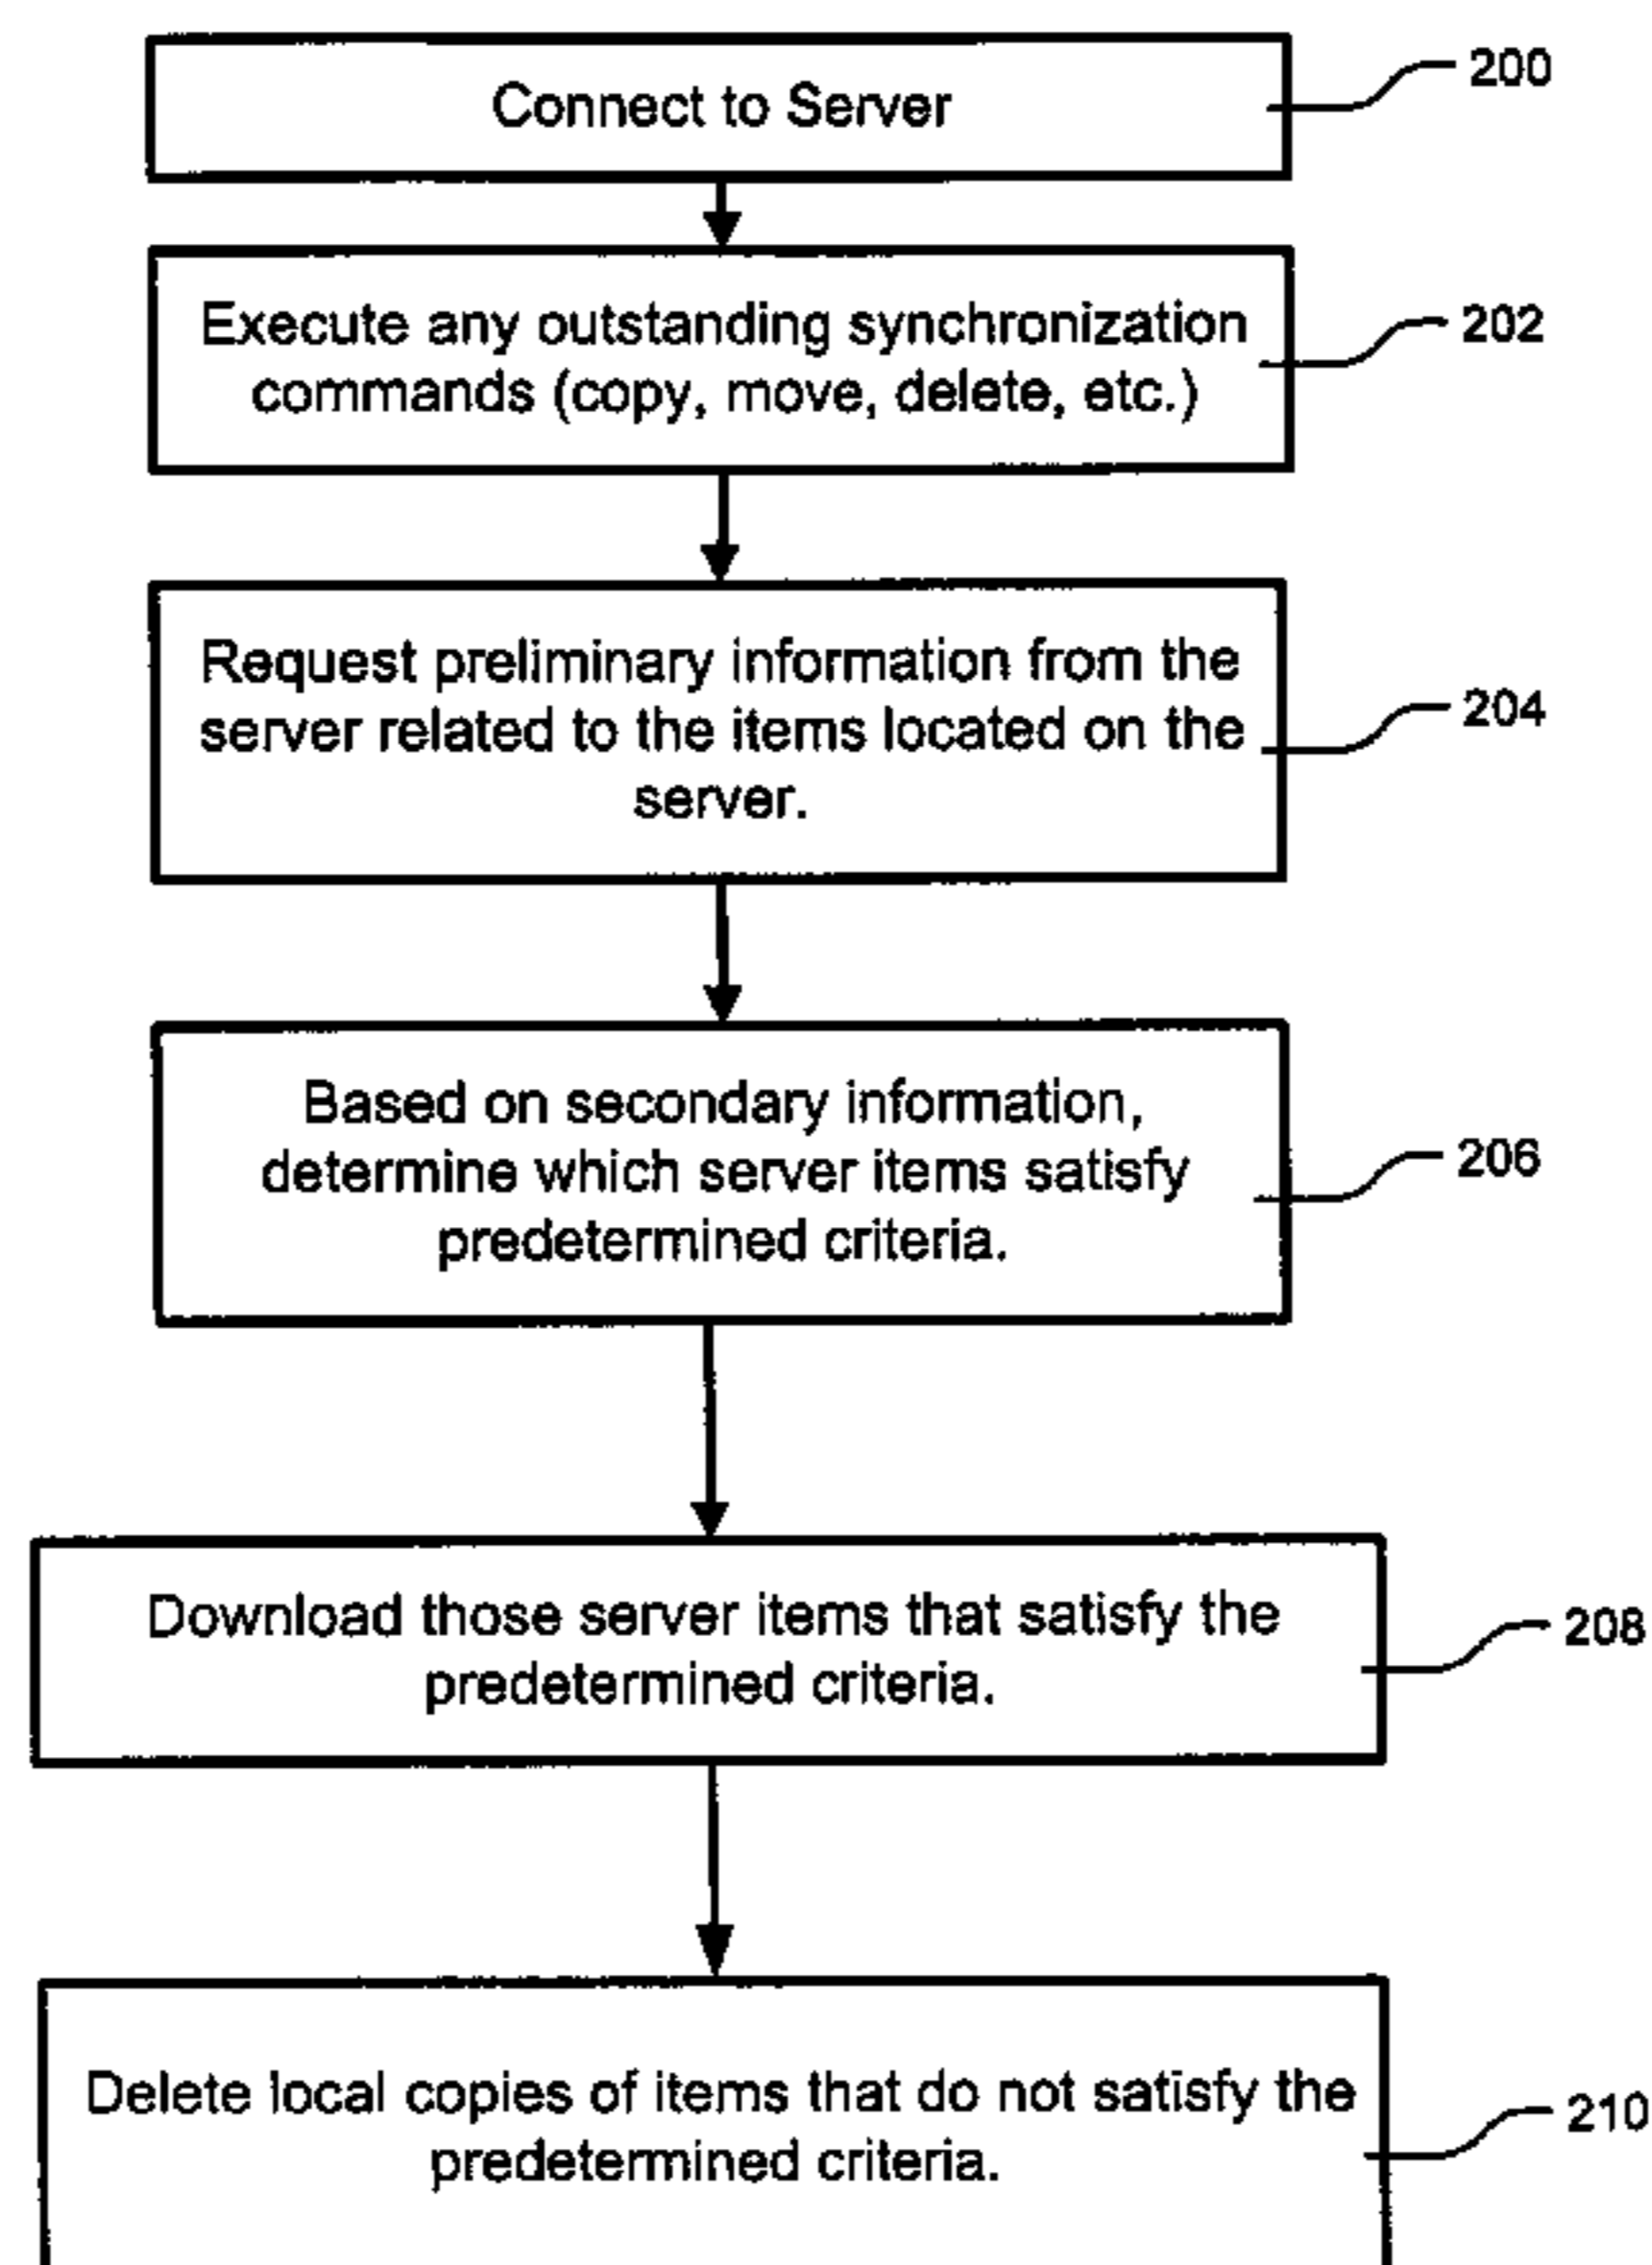 Connect to Server
200
Execute any outstanding synchronization
commands (copy, move, delete, etc.)
202
Request preliminary information from the
server related to the items located on the
server.
204
Based on secondary information,
determine which server items satisfy
predetermined criteria.
206
Download those server items that satisfy the
predetermined criteria.
208
Delete local copies of items that do not satisfy the
predetermined criteria.
210